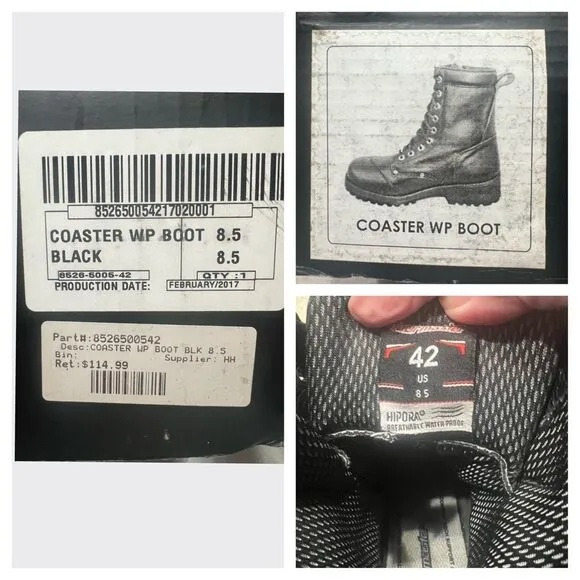 852650054217020001
COASTER WP BOOT 8.5
BLACK 8.5
8526-5005-42 QTY : 1
PRODUCTION DATE: FEBRUARY/2017
Part#:8526500542
Desc:COASTER WP BOOT BLK 8.5
Bin: Supplier: HH
Ret:$114.99
COASTER WP BOOT
42
US
8 5
HIPORA®
BREATHABLE WATER PROOF